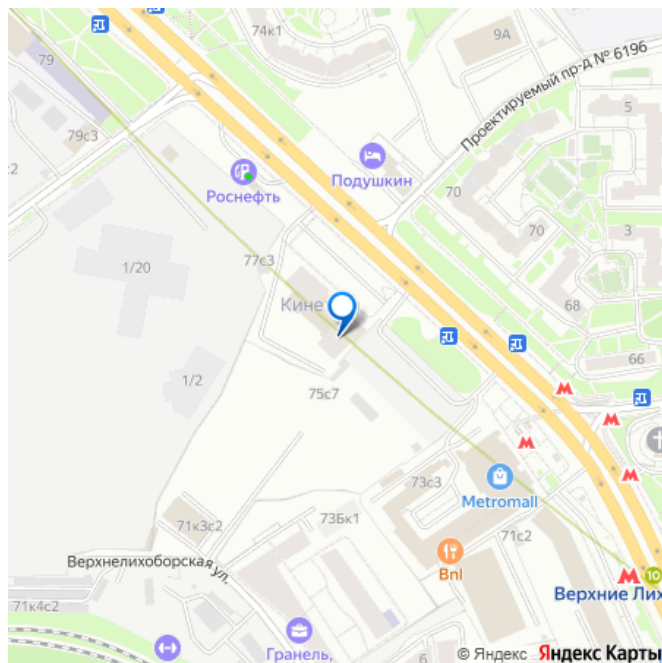 74к1
9А
79
Проектируемый пр-д № 6196
5
79с3
Подушкин
Роснефть
70
70
3
77с3
1/20
Кине
68
66
1/2
75с7
73с3
Metromall
73Бк1
71к3с2
71с2
Верхнелихоборская ул.
Bnl
10
Верхние Лих
71к4с2
Гранель,
6
© Яндекс Яндекс Карты